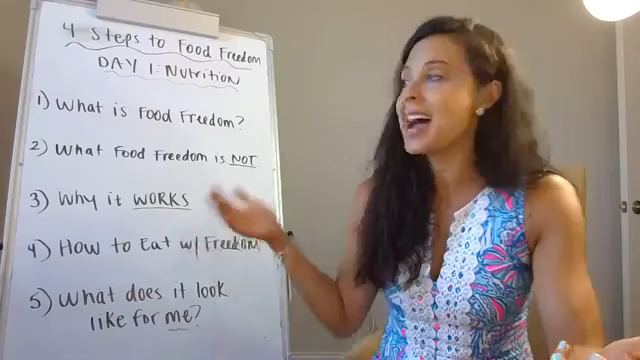 4 Steps to Food Freedom
DAY 1: Nutrition
1) What is Food Freedom?
2) What Food Freedom is NOT
3) Why it WORKS
4) How to Eat w/ Freedom
5) What does it look
like for me?